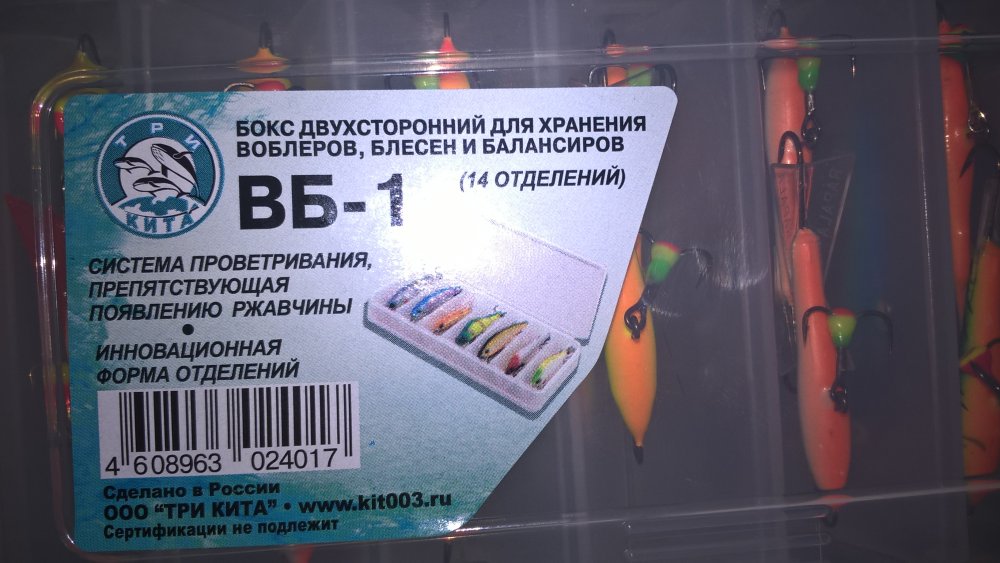 ТРИ
КИТА
БОКС ДВУХСТОРОННИЙ ДЛЯ ХРАНЕНИЯ
ВОБЛЕРОВ, БЛЕСЕН И БАЛАНСИРОВ
ВБ-1 (14 ОТДЕЛЕНИЙ)
СИСТЕМА ПРОВЕТРИВАНИЯ,
ПРЕПЯТСТВУЮЩАЯ
ПОЯВЛЕНИЮ РЖАВЧИНЫ
•
ИННОВАЦИОННАЯ
ФОРМА ОТДЕЛЕНИЙ
4 608963 024017
Сделано в России
ООО "ТРИ КИТА" • www.kit003.ru
Сертификации не подлежит